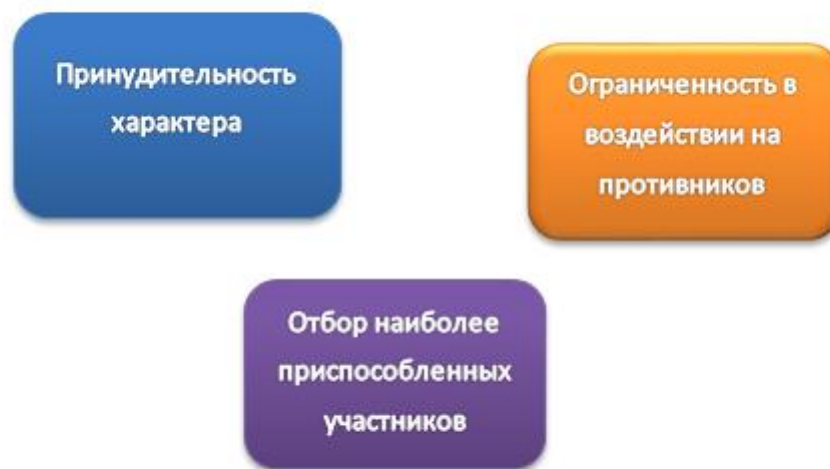 Принудительность
характера
Ограниченность в
воздействии на
противников
Отбор наиболее
приспособленных
участников